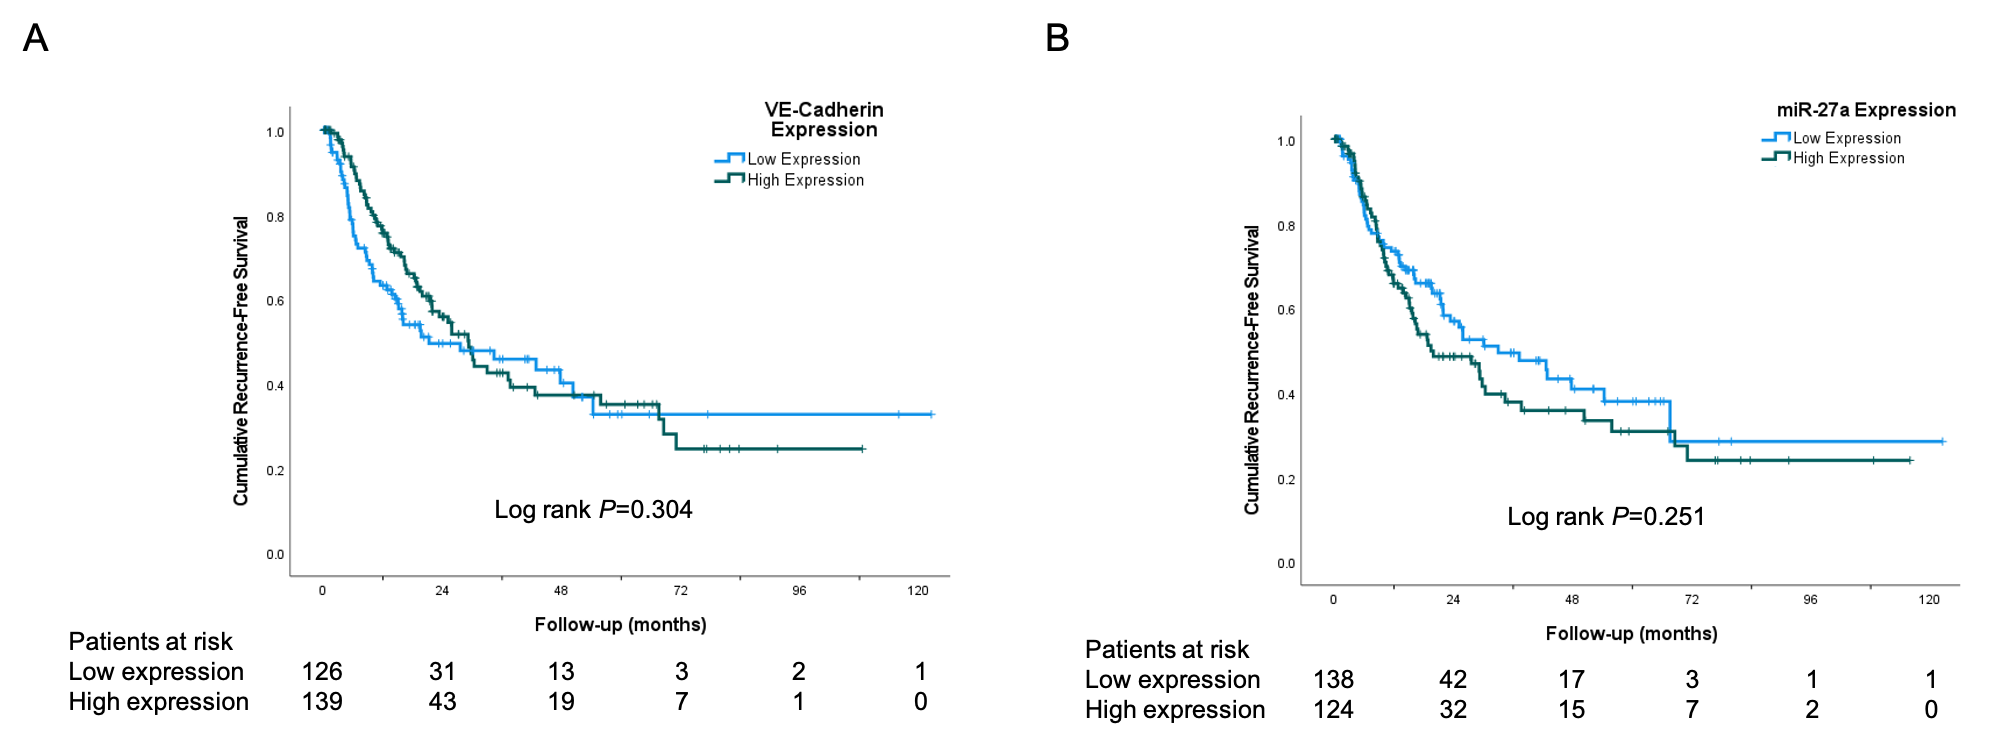 A
VE-Cadherin
Expression
Low Expression
High Expression
Cumulative Recurrence-Free Survival
1.0
0.8
0.6
0.4
0.2
0.0
Log rank P=0.304
0 24 48 72 96 120
Follow-up (months)
Patients at risk
Low expression 126 31 13 3 2 1
High expression 139 43 19 7 1 0
B
miR-27a Expression
Low Expression
High Expression
Cumulative Recurrence-Free Survival
1.0
0.8
0.6
0.4
0.2
0.0
Log rank P=0.251
0 24 48 72 96 120
Follow-up (months)
Patients at risk
Low expression 138 42 17 3 1 1
High expression 124 32 15 7 2 0